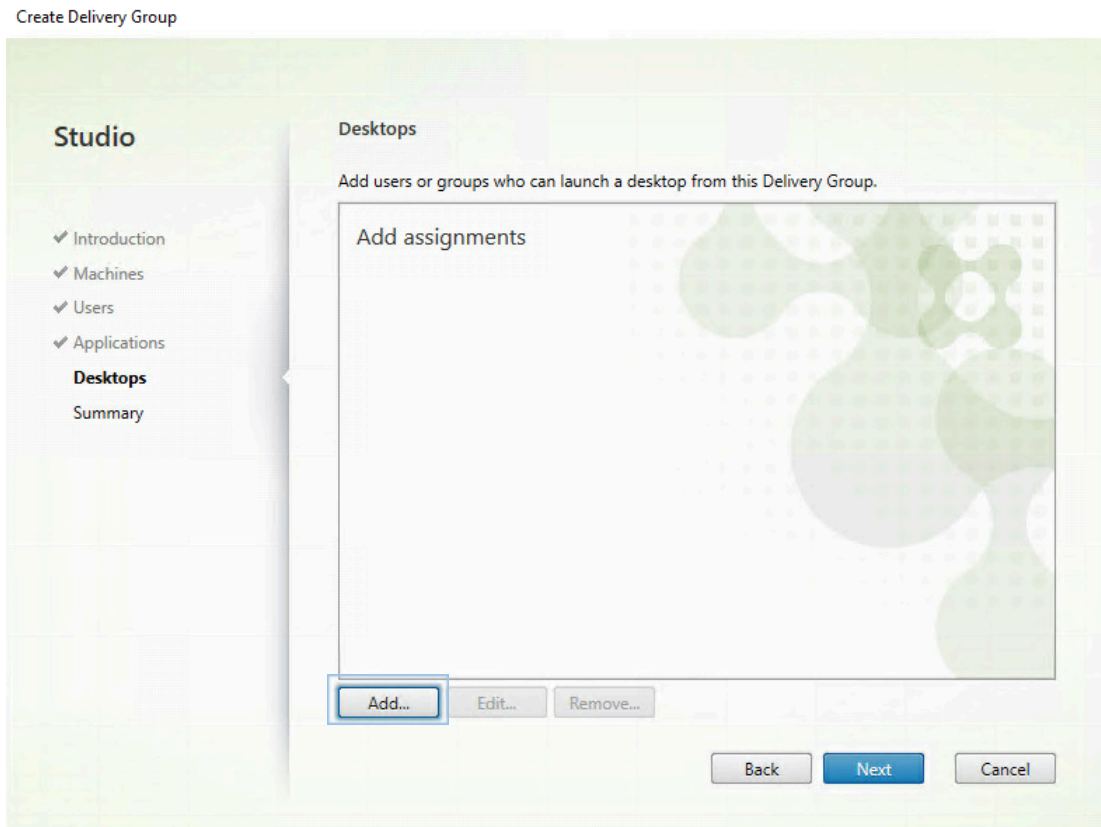 Create Delivery Group
Studio
Introduction
Machines
Users
Applications
Desktops
Summary
Desktops
Add users or groups who can launch a desktop from this Delivery Group.
Add assignments
Add... Edit... Remove...
Back Next Cancel